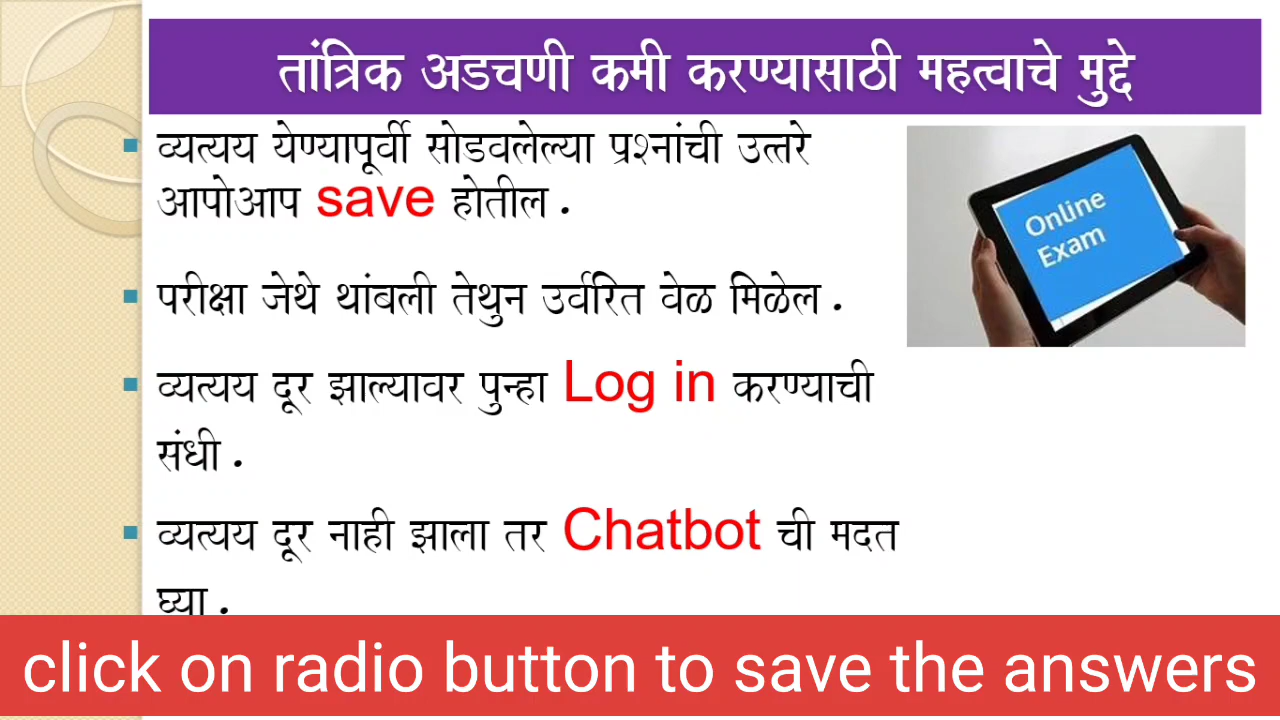 तांत्रिक अडचणी कमी करण्यासाठी महत्वाचे मुद्दे
व्यत्यय येण्यापूर्वी सोडवलेल्या प्रश्नांची उत्तरे
आपोआप save होतील.
परीक्षा जेथे थांबली तेथुन उर्वरित वेळ मिळेल.
व्यत्यय दूर झाल्यावर पुन्हा Log in करण्याची
संधी.
व्यत्यय दूर नाही झाला तर Chatbot ची मदत
घ्या.
Online
Exam
click on radio button to save the answers